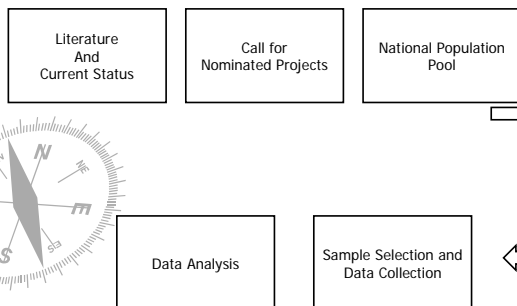 Literature
And
Current Status
Call for
Nominated Projects
National Population
Pool
N
NE
E
S
Data Analysis
Sample Selection and
Data Collection